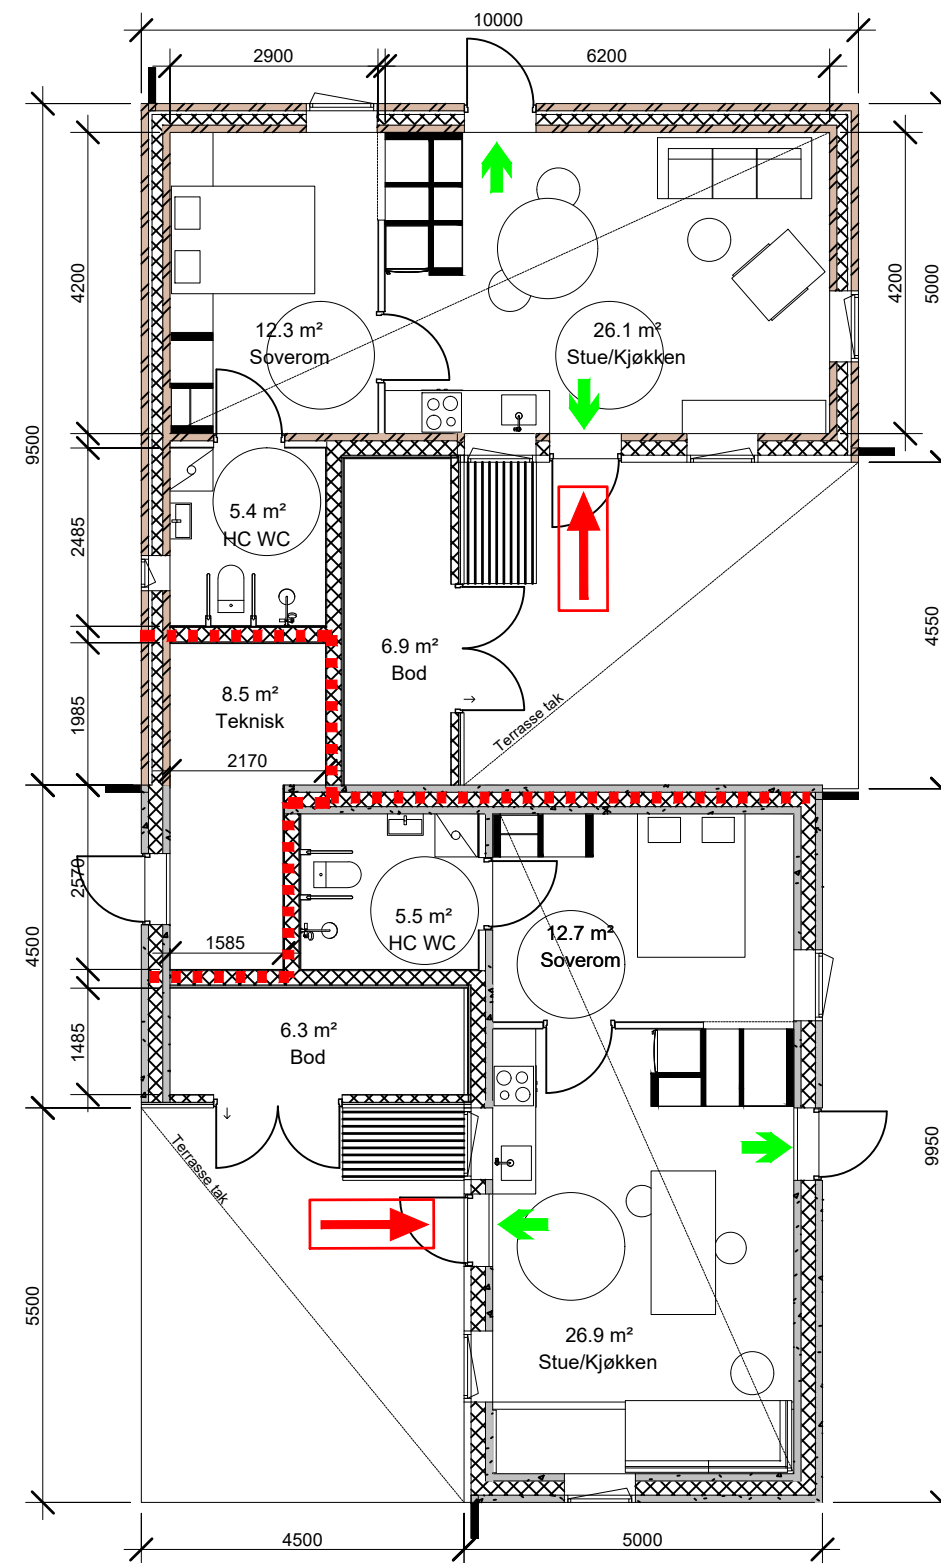 10000
2900
6200
4200
4200
5000
9500
12.3 m²
Soverom
26.1 m²
Stue/Kjøkken
2485
5.4 m²
HC WC
4550
6.9 m²
Bod
8.5 m²
Teknisk
1985
Terrasse tak
2170
2570
5.5 m²
HC WC
12.7 m²
Soverom
4500
1585
1485
6.3 m²
Bod
Terrasse tak
9950
5500
26.9 m²
Stue/Kjøkken
4500
5000